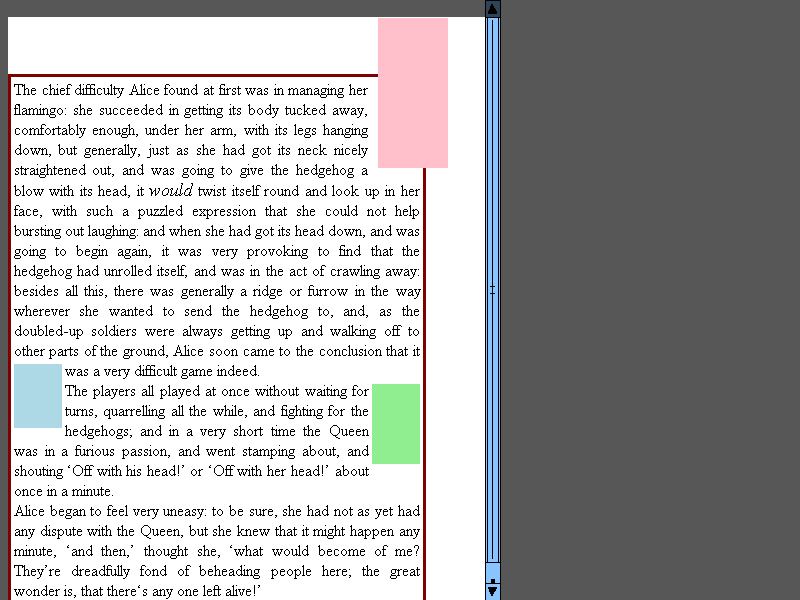 The chief difficulty Alice found at first was in managing her
flamingo: she succeeded in getting its body tucked away,
comfortably enough, under her arm, with its legs hanging
down, but generally, just as she had got its neck nicely
straightened out, and was going to give the hedgehog a
blow with its head, it would twist itself round and look up in her
face, with such a puzzled expression that she could not help
bursting out laughing: and when she had got its head down, and was
going to begin again, it was very provoking to find that the
hedgehog had unrolled itself, and was in the act of crawling away:
besides all this, there was generally a ridge or furrow in the way
wherever she wanted to send the hedgehog to, and, as the
doubled-up soldiers were always getting up and walking off to
other parts of the ground, Alice soon came to the conclusion that it
was a very difficult game indeed.
The players all played at once without waiting for
turns, quarrelling all the while, and fighting for the
hedgehogs; and in a very short time the Queen
was in a furious passion, and went stamping about, and
shouting ‘Off with his head!’ or ‘Off with her head!’ about
once in a minute.
Alice began to feel very uneasy: to be sure, she had not as yet had
any dispute with the Queen, but she knew that it might happen any
minute, ‘and then,’ thought she, ‘what would become of me?
They’re dreadfully fond of beheading people here; the great
wonder is, that there‘s any one left alive!’